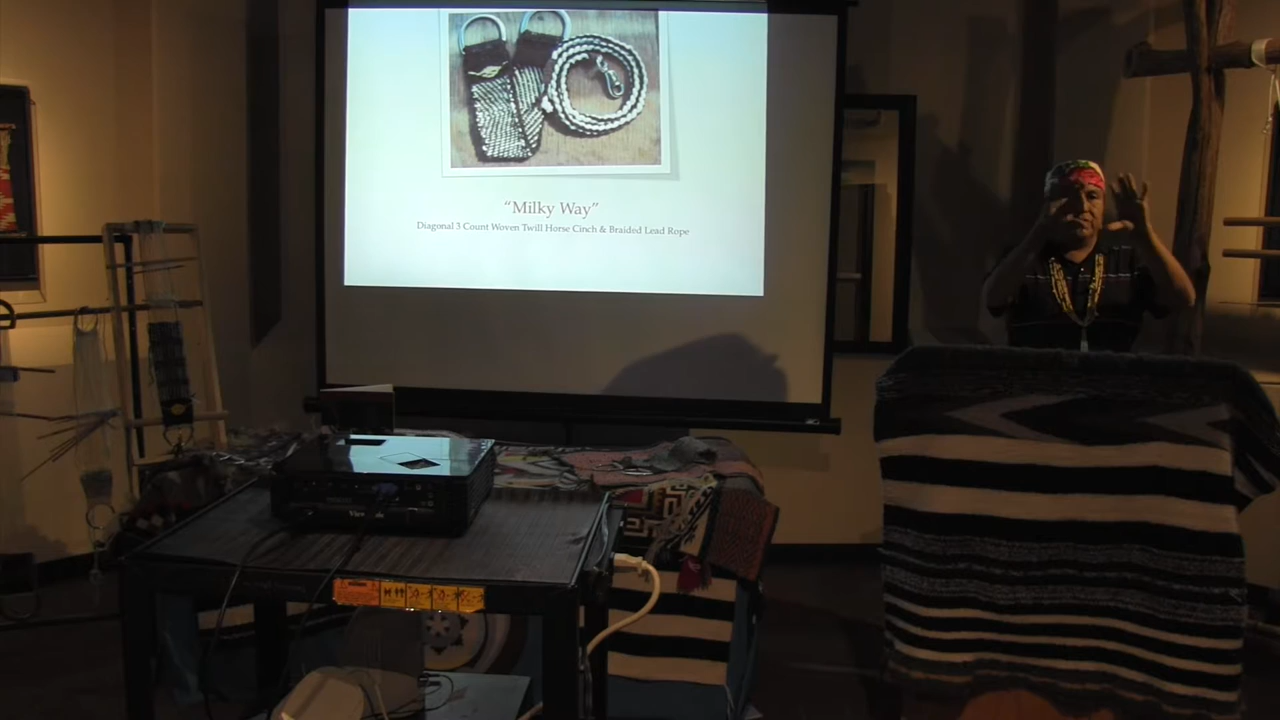 “Milky Way”
Diagonal 3 Count Woven Twill Horse Cinch & Braided Lead Rope